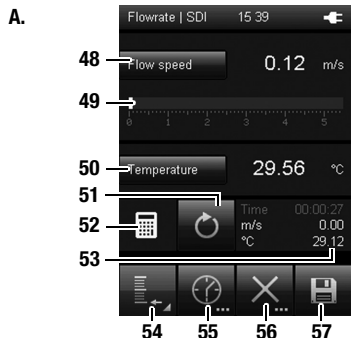 A.
Flowrate | SDI 15 39
48 Flow speed 0.12 m/s
49
0 1 2 3 4 5
50 Temperature 29.56 °C
51
52 Time 00:00:27
m/s 0.00
°C 29.12
53
54 55 56 57